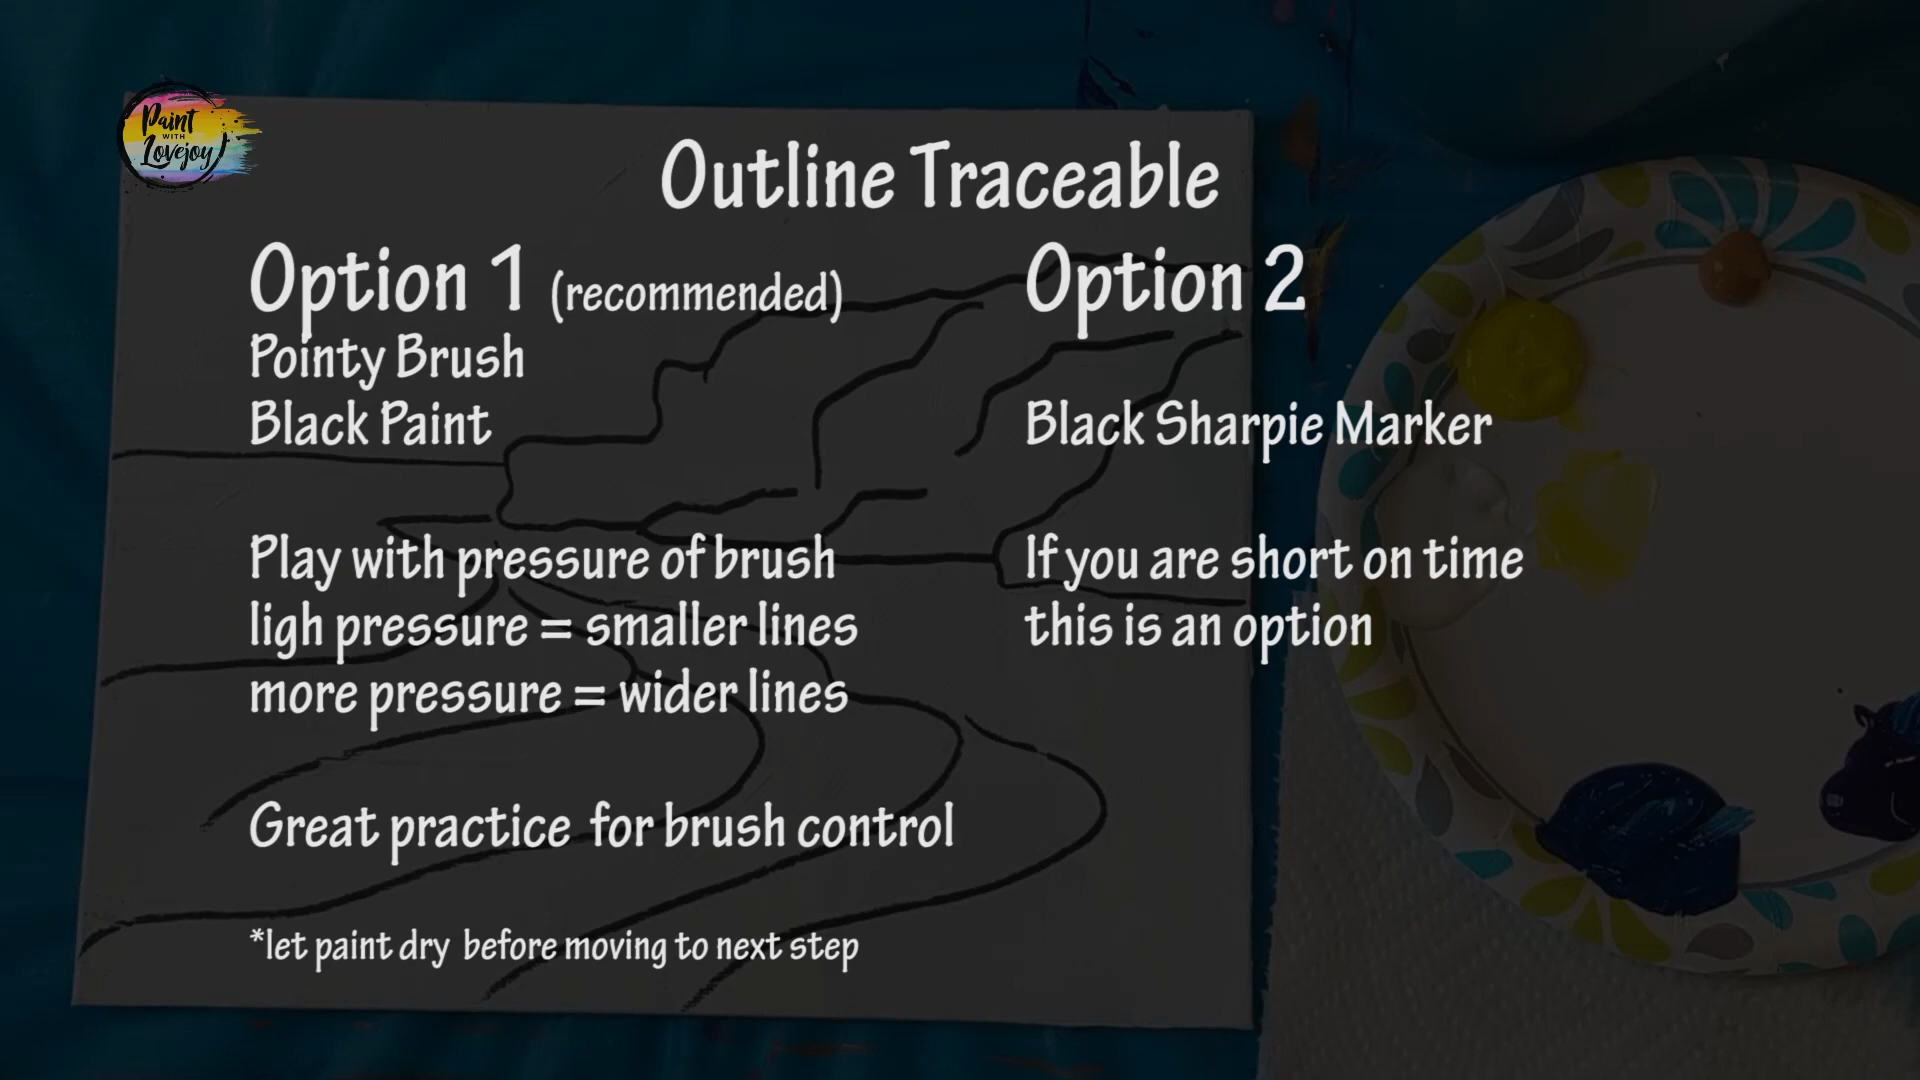 Paint
WITH
Lovejoy
Outline Traceable
Option 1 (recommended)
Pointy Brush
Black Paint
Play with pressure of brush
ligh pressure = smaller lines
more pressure = wider lines
Great practice for brush control
*let paint dry before moving to next step
Option 2
Black Sharpie Marker
If you are short on time
this is an option